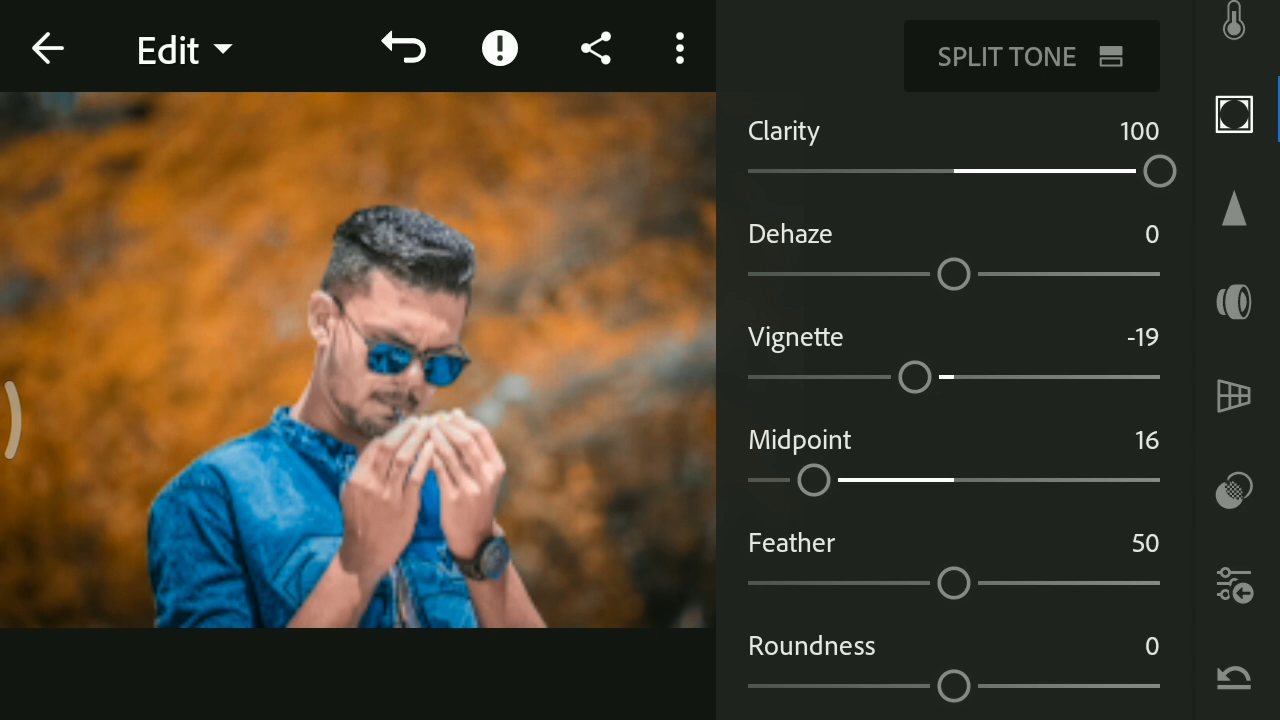 Edit
SPLIT TONE
Clarity 100
Dehaze 0
Vignette -19
Midpoint 16
Feather 50
Roundness 0